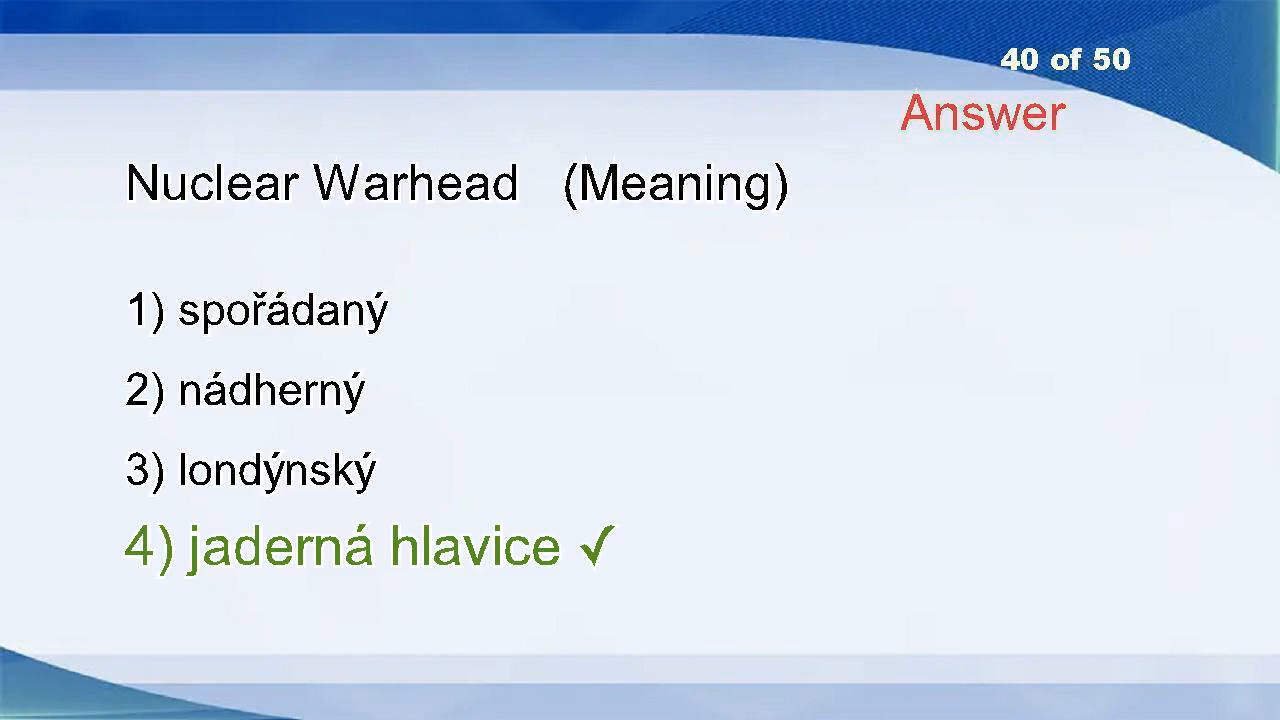 40 of 50
Answer
Nuclear Warhead (Meaning)
1) spořádaný
2) nádherný
3) londýnský
4) jaderná hlavice ✓